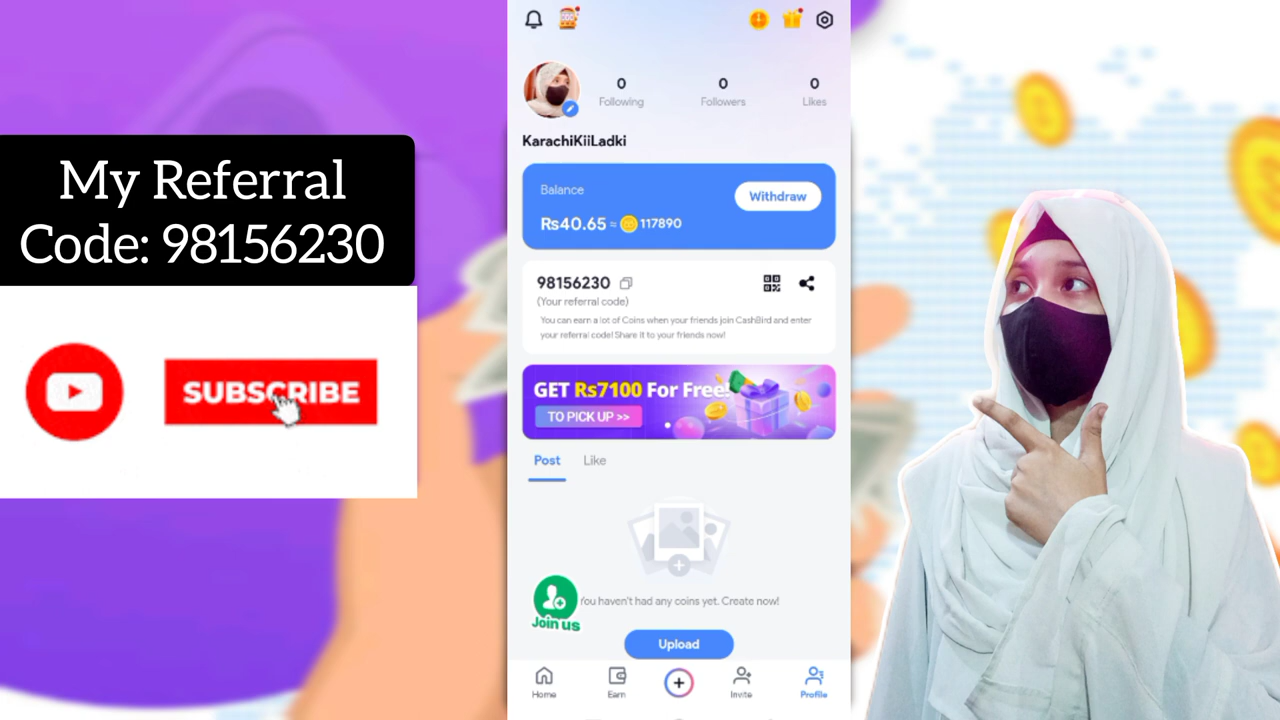 My Referral
Code: 98156230
SUBSCRIBE
0
0
0
Following
Followers
Likes
KarachiKiiLadki
Balance
Withdraw
Rs40.65 ≈ 117890
98156230
(Your referral code)
You can earn a lot of Coins when your friends join CashBird and enter
your referral code! Share it to your friends now!
GET Rs7100 For Free!
TO PICK UP >>
Post
Like
You haven't had any coins yet. Create now!
Join us
Upload
Home
Earn
Invite
Profile